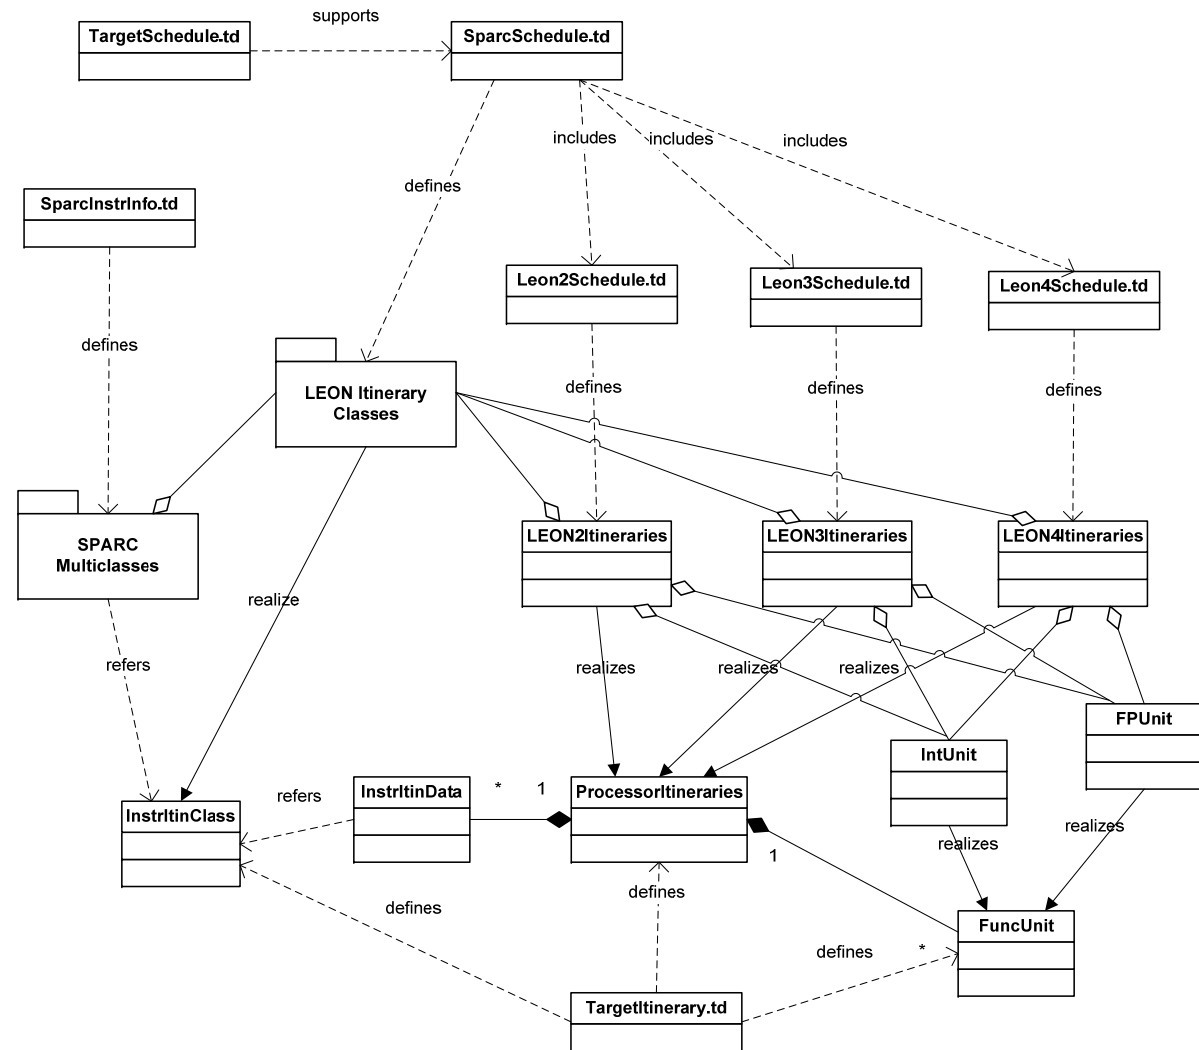 supports
TargetSchedule.td
SparcSchedule.td
includes
includes
includes
defines
SparcInstrInfo.td
Leon2Schedule.td
Leon3Schedule.td
Leon4Schedule.td
defines
LEON Itinerary
Classes
defines
defines
defines
SPARC
Multiclasses
LEON2Itineraries
LEON3Itineraries
LEON4Itineraries
realize
refers
realizes
realizes
realizes
FPUnit
IntUnit
InstrItinClass
refers
InstrItinData
*
1
ProcessorItineraries
realizes
realizes
1
defines
defines
FuncUnit
defines
*
TargetItinerary.td